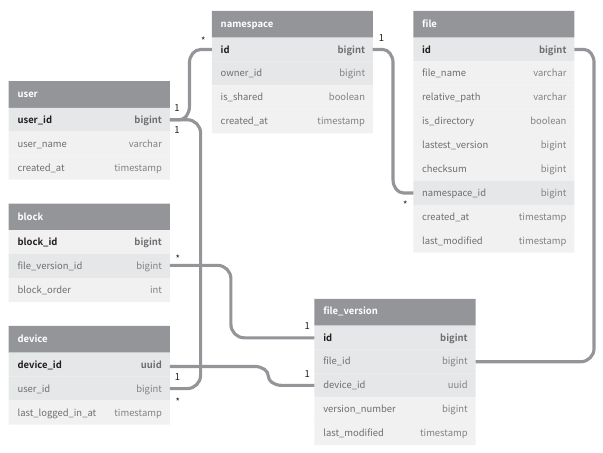 namespace
id bigint
owner_id bigint
is_shared boolean
created_at timestamp
file
id bigint
file_name varchar
relative_path varchar
is_directory boolean
lastest_version bigint
checksum bigint
namespace_id bigint
created_at timestamp
last_modified timestamp
user
user_id bigint
user_name varchar
created_at timestamp
block
block_id bigint
file_version_id bigint
block_order int
device
device_id uuid
user_id bigint
last_logged_in_at timestamp
file_version
id bigint
file_id bigint
device_id uuid
version_number bigint
last_modified timestamp
*
1
1
1
*
*
1
1
1
*